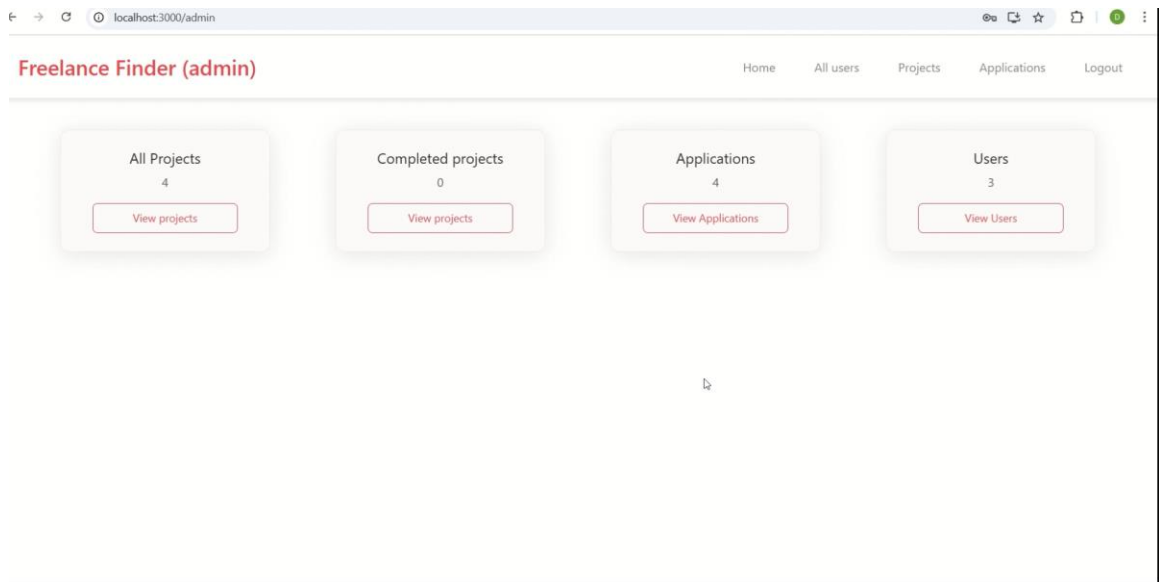 localhost:3000/admin
D
Freelance Finder (admin)
Home All users Projects Applications Logout
All Projects
4
View projects
Completed projects
0
View projects
Applications
4
View Applications
Users
3
View Users